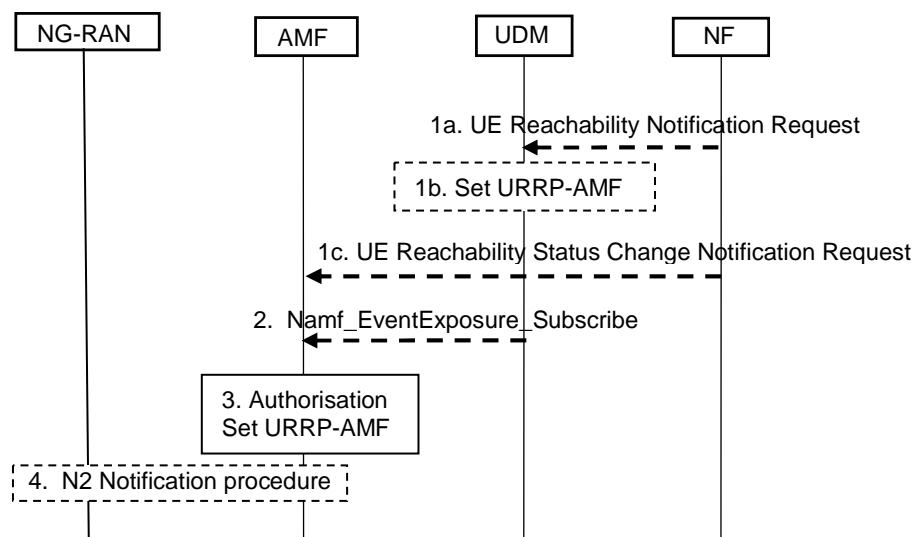 NG-RAN
AMF
UDM
NF
1a. UE Reachability Notification Request
1b. Set URRP-AMF
1c. UE Reachability Status Change Notification Request
2. Namf_EventExposure_Subscribe
3. Authorisation
Set URRP-AMF
4. N2 Notification procedure